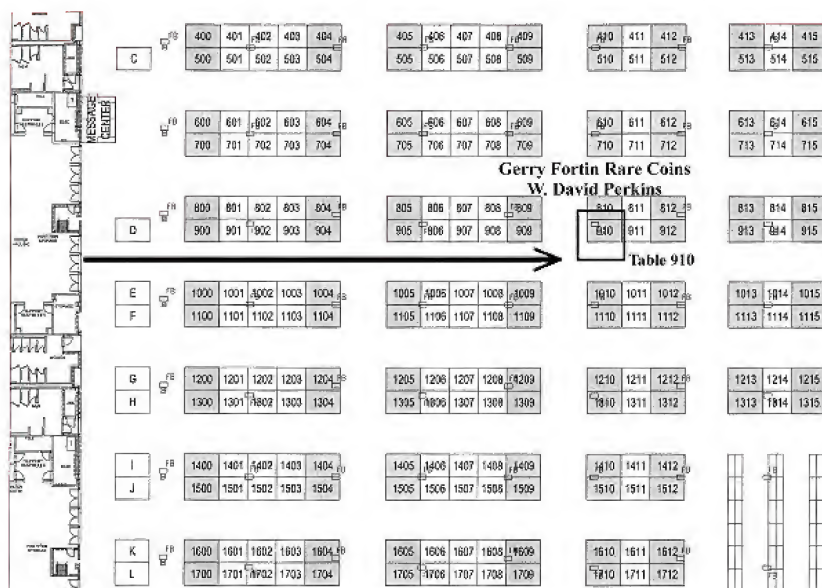 400 401 402 403 404 405 406 407 408 409 410 411 412 413 414 415
C 500 501 502 503 504 505 506 507 508 509 510 511 512 513 514 515
MESSAGE CENTER
600 601 602 603 604 605 606 607 608 609 610 611 612 613 614 615
700 701 702 703 704 705 706 707 708 709 710 711 712 713 714 715
Gerry Fortin Rare Coins
W. David Perkins
800 801 802 803 804 805 806 807 808 809 810 811 812 813 814 815
D 900 901 902 903 904 905 906 907 908 909 910 911 912 913 914 915
Table 910
E 1000 1001 1002 1003 1004 1005 1006 1007 1008 1009 1010 1011 1012 1013 1014 1015
F 1100 1101 1102 1103 1104 1105 1106 1107 1108 1109 1110 1111 1112 1113 1114 1115
G 1200 1201 1202 1203 1204 1205 1206 1207 1208 1209 1210 1211 1212 1213 1214 1215
H 1300 1301 1302 1303 1304 1305 1306 1307 1308 1309 1310 1311 1312 1313 1314 1315
I 1400 1401 1402 1403 1404 1405 1406 1407 1408 1409 1410 1411 1412
J 1500 1501 1502 1503 1504 1505 1506 1507 1508 1509 1510 1511 1512
K 1600 1601 1602 1603 1604 1605 1606 1607 1608 1609 1610 1611 1612
L 1700 1701 1702 1703 1704 1705 1706 1707 1708 1709 1710 1711 1712